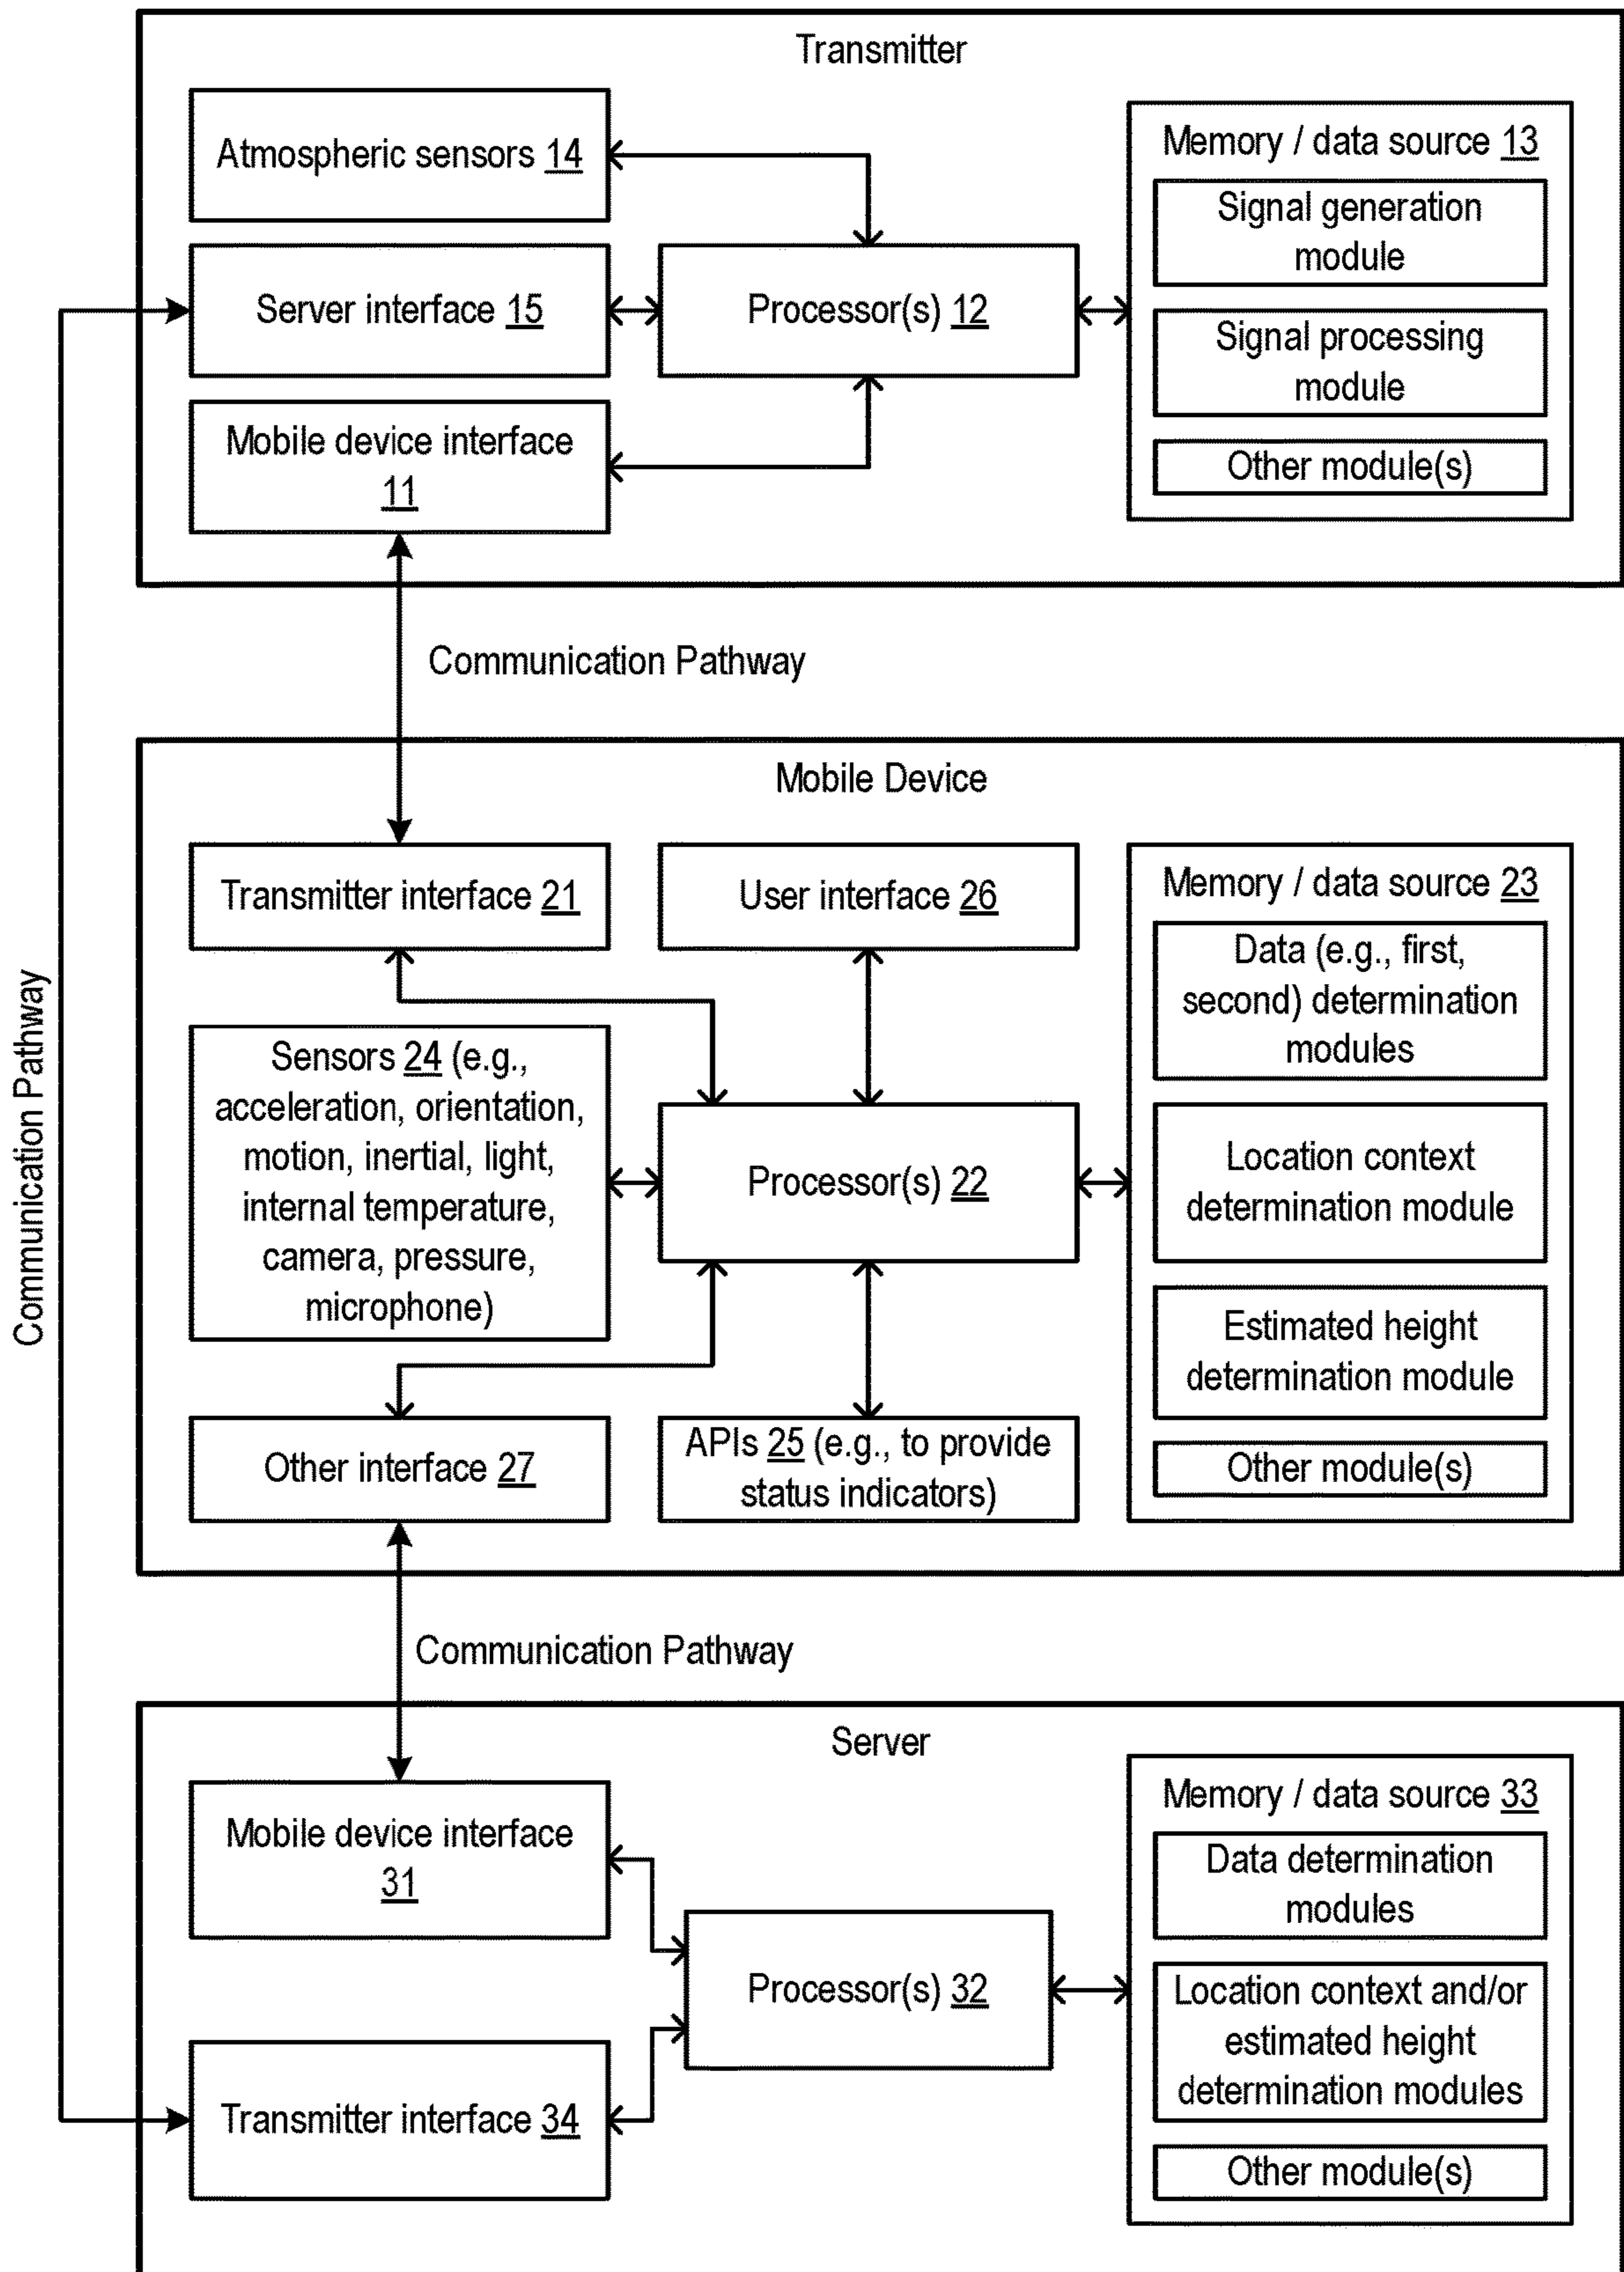 Transmitter
Atmospheric sensors 14
Server interface 15
Mobile device interface
11
Processor(s) 12
Memory / data source 13
Signal generation
module
Signal processing
module
Other module(s)
Communication Pathway
Communication Pathway
Mobile Device
Transmitter interface 21
User interface 26
Sensors 24 (e.g.,
acceleration, orientation,
motion, inertial, light,
internal temperature,
camera, pressure,
microphone)
Processor(s) 22
Other interface 27
APIs 25 (e.g., to provide
status indicators)
Memory / data source 23
Data (e.g., first,
second) determination
modules
Location context
determination module
Estimated height
determination module
Other module(s)
Communication Pathway
Server
Mobile device interface
31
Transmitter interface 34
Processor(s) 32
Memory / data source 33
Data determination
modules
Location context and/or
estimated height
determination modules
Other module(s)